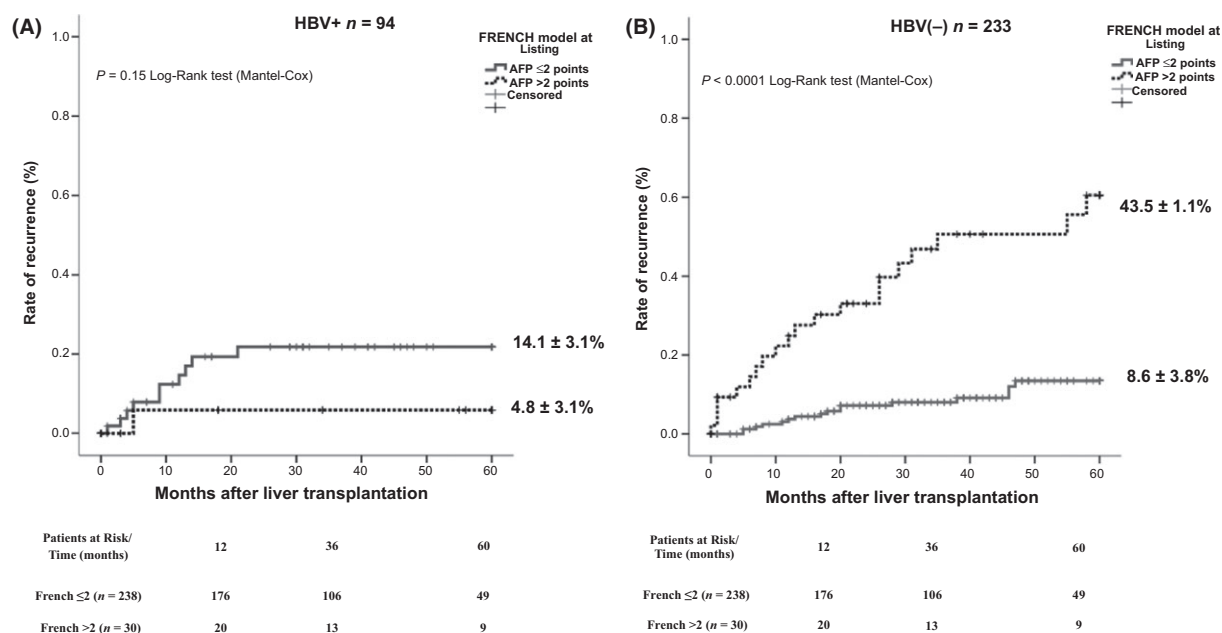 (A)
HBV+ n = 94
FRENCH model at
Listing
AFP ≤2 points
AFP >2 points
Censored
P = 0.15 Log-Rank test (Mantel-Cox)
Rate of recurrence (%)
1.0
0.8
0.6
0.4
0.2
0.0
14.1 ± 3.1%
4.8 ± 3.1%
0 10 20 30 40 50 60
Months after liver transplantation
Patients at Risk/
Time (months) 12 36 60
French ≤2 (n = 238) 176 106 49
French >2 (n = 30) 20 13 9
(B)
HBV(–) n = 233
FRENCH model at
Listing
AFP ≤2 points
AFP >2 points
Censored
P < 0.0001 Log-Rank test (Mantel-Cox)
Rate of recurrence (%)
1.0
0.8
0.6
0.4
0.2
0.0
43.5 ± 1.1%
8.6 ± 3.8%
0 10 20 30 40 50 60
Months after liver transplantation
Patients at Risk/
Time (months) 12 36 60
French ≤2 (n = 238) 176 106 49
French >2 (n = 30) 20 13 9